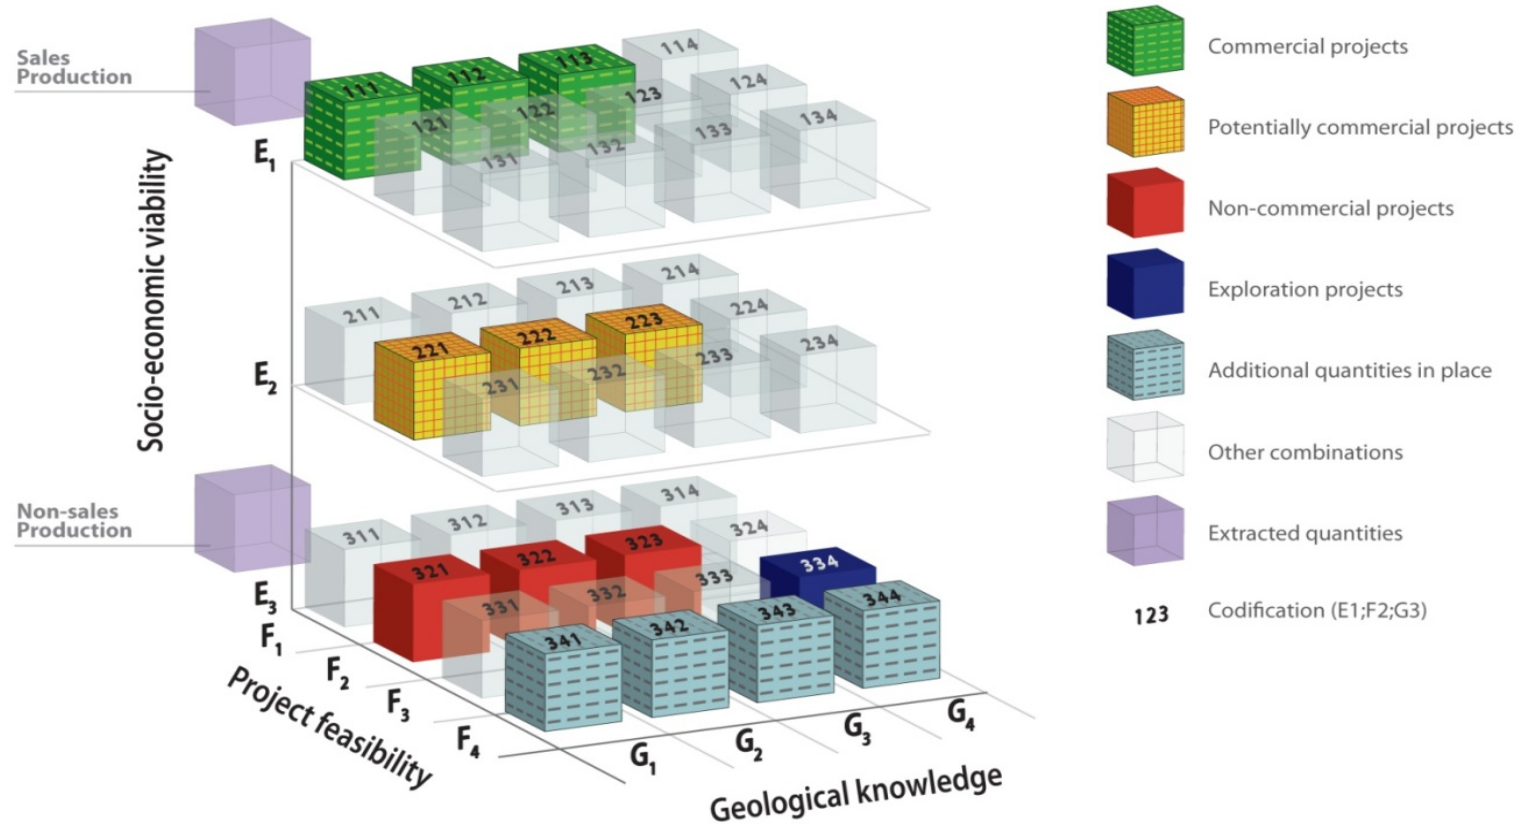 Sales
Production
111
112
113
114
121
122
123
124
131
132
133
134
E1
Socio-economic viability
211
212
213
214
221
222
223
224
231
232
233
234
E2
Non-sales
Production
311
312
313
314
321
322
323
324
331
332
333
334
341
342
343
344
E3
F1
F2
F3
F4
Project feasibility
G1
G2
G3
G4
Geological knowledge
Commercial projects
Potentially commercial projects
Non-commercial projects
Exploration projects
Additional quantities in place
Other combinations
Extracted quantities
123 Codification (E1;F2;G3)